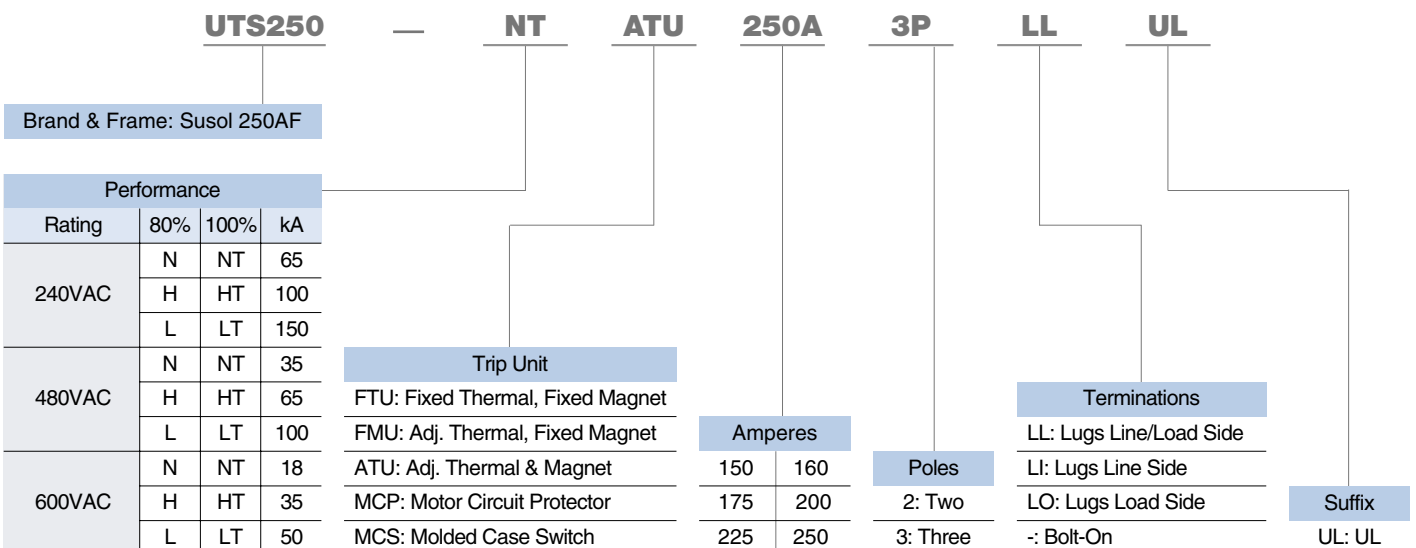 UTS250 — NT ATU 250A 3P LL UL
Brand & Frame: Susol 250AF
Performance
Rating 80% 100% kA
240VAC
N NT 65
H HT 100
L LT 150
480VAC
N NT 35
H HT 65
L LT 100
600VAC
N NT 18
H HT 35
L LT 50
Trip Unit
FTU: Fixed Thermal, Fixed Magnet
FMU: Adj. Thermal, Fixed Magnet
ATU: Adj. Thermal & Magnet
MCP: Motor Circuit Protector
MCS: Molded Case Switch
Amperes
150 160
175 200
225 250
Poles
2: Two
3: Three
Terminations
LL: Lugs Line/Load Side
LI: Lugs Line Side
LO: Lugs Load Side
-: Bolt-On
Suffix
UL: UL